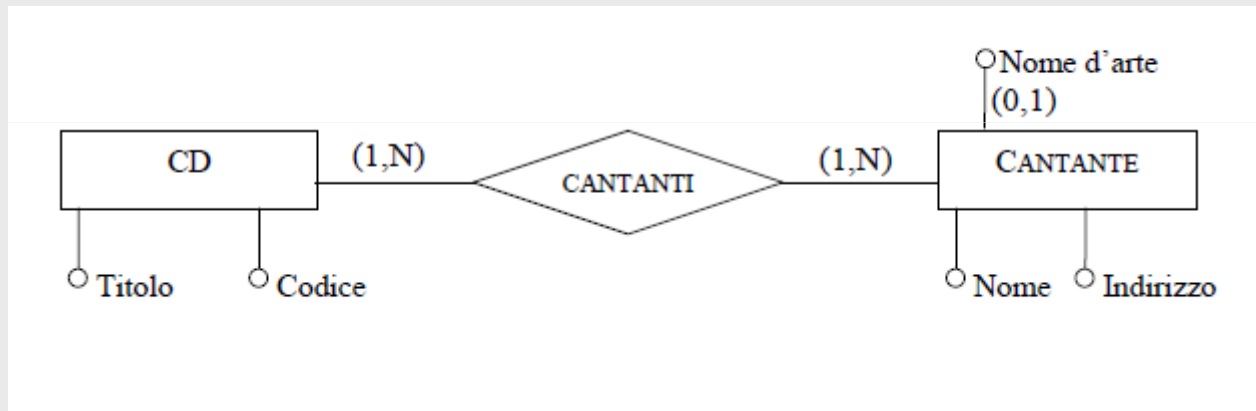 Nome d'arte
(0,1)
CD (1,N) CANTANTI (1,N) CANTANTE
Titolo Codice Nome Indirizzo